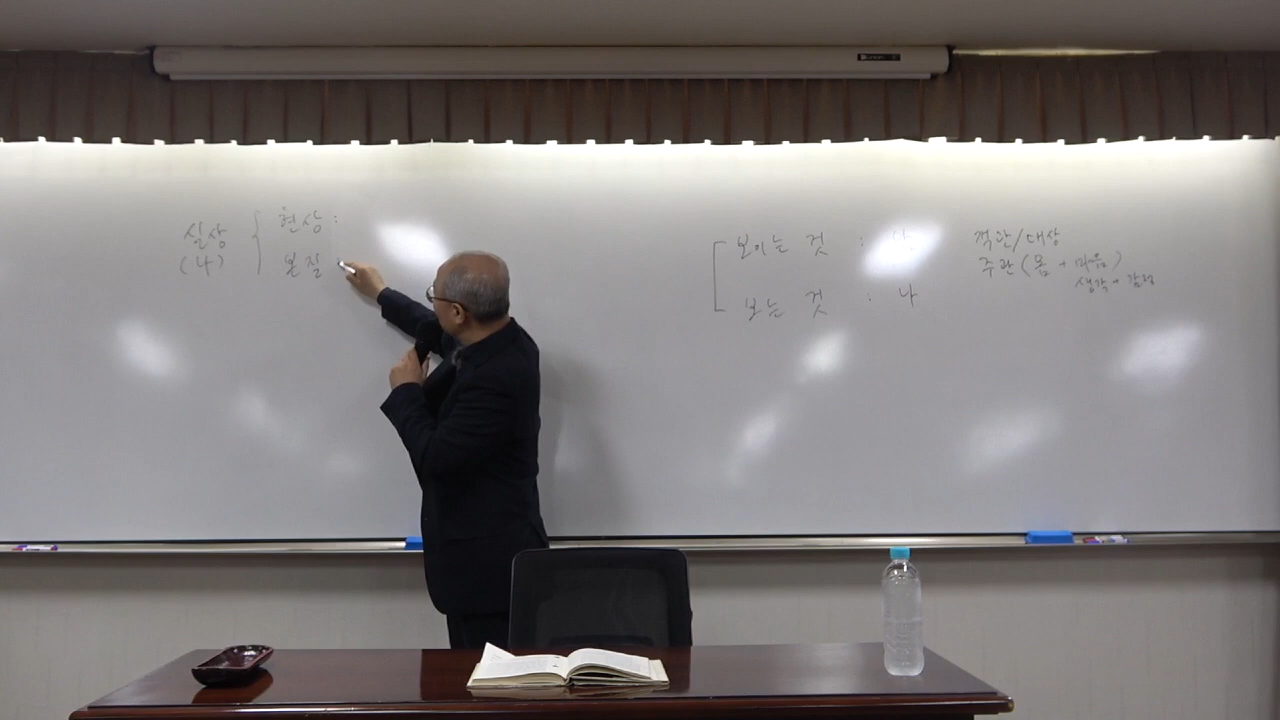 실상 { 현상 :
(나) 본질
보이는 것 :
보는 것 : 나
객관/대상
주관 (몸 + 마음)
생각 + 감정